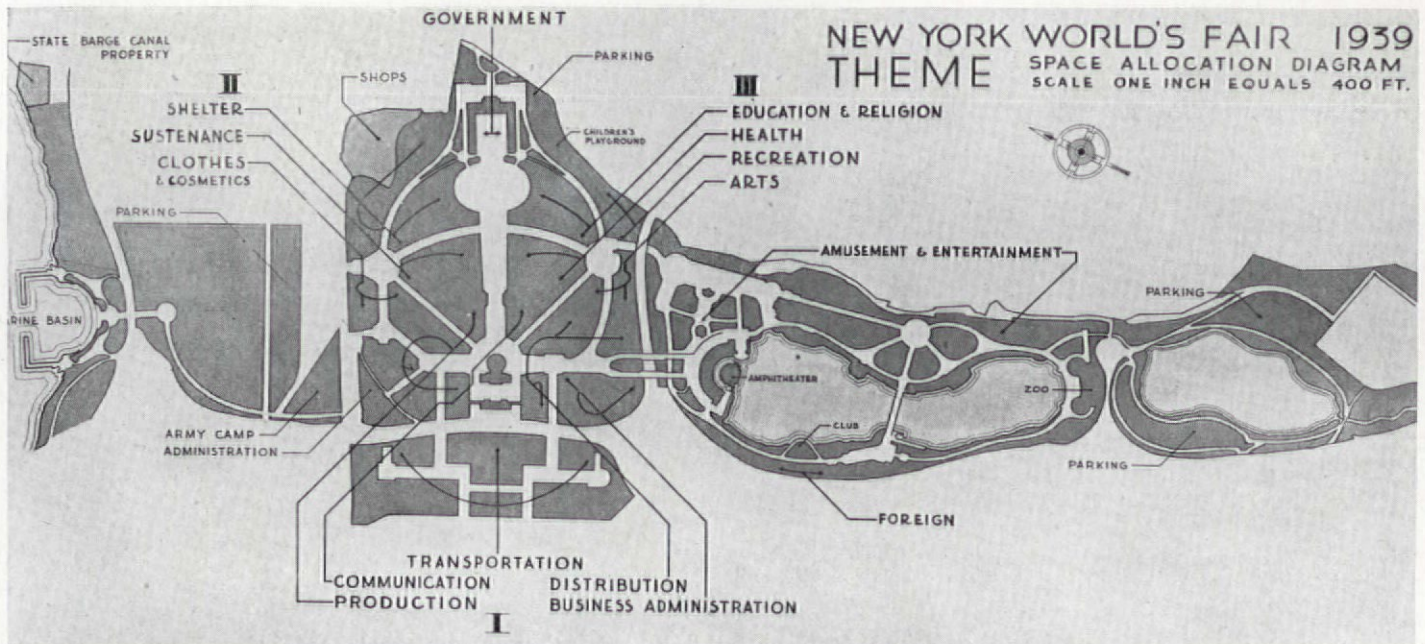 GOVERNMENT
NEW YORK WORLD'S FAIR 1939
THEME SPACE ALLOCATION DIAGRAM
SCALE ONE INCH EQUALS 400 FT.
STATE BARGE CANAL
PROPERTY
PARKING
II
SHOPS
III
SHELTER
SUSTENANCE
CLOTHES
& COSMETICS
EDUCATION & RELIGION
CHILDREN'S
PLAYGROUND
HEALTH
RECREATION
ARTS
PARKING
AMUSEMENT & ENTERTAINMENT
PARKING
RINE BASIN
AMPHITHEATER
ZOO
CLUB
ARMY CAMP
ADMINISTRATION
PARKING
FOREIGN
TRANSPORTATION
COMMUNICATION
PRODUCTION
DISTRIBUTION
BUSINESS ADMINISTRATION
I